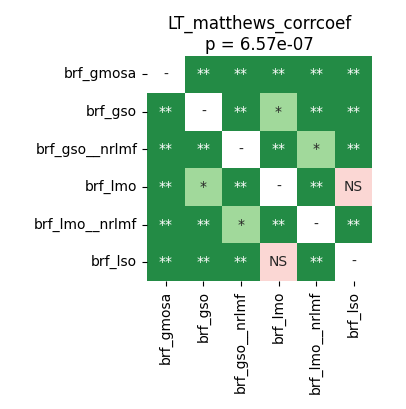 LT_matthews_corrcoef
p = 6.57e-07
brf_gmosa - ** ** ** ** **
brf_gso ** - ** * ** **
brf_gso__nrlmf ** ** - ** * **
brf_lmo ** * ** - ** NS
brf_lmo__nrlmf ** ** * ** - **
brf_lso ** ** ** NS ** -
brf_gmosa
brf_gso
brf_gso__nrlmf
brf_lmo
brf_lmo__nrlmf
brf_lso